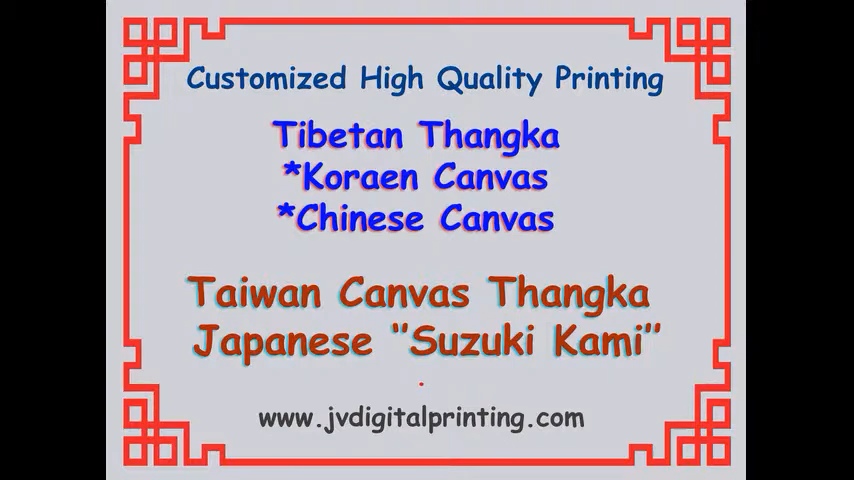 Customized High Quality Printing
Tibetan Thangka
*Koraen Canvas
*Chinese Canvas
Taiwan Canvas Thangka
Japanese "Suzuki Kami"
.
www.jvdigitalprinting.com